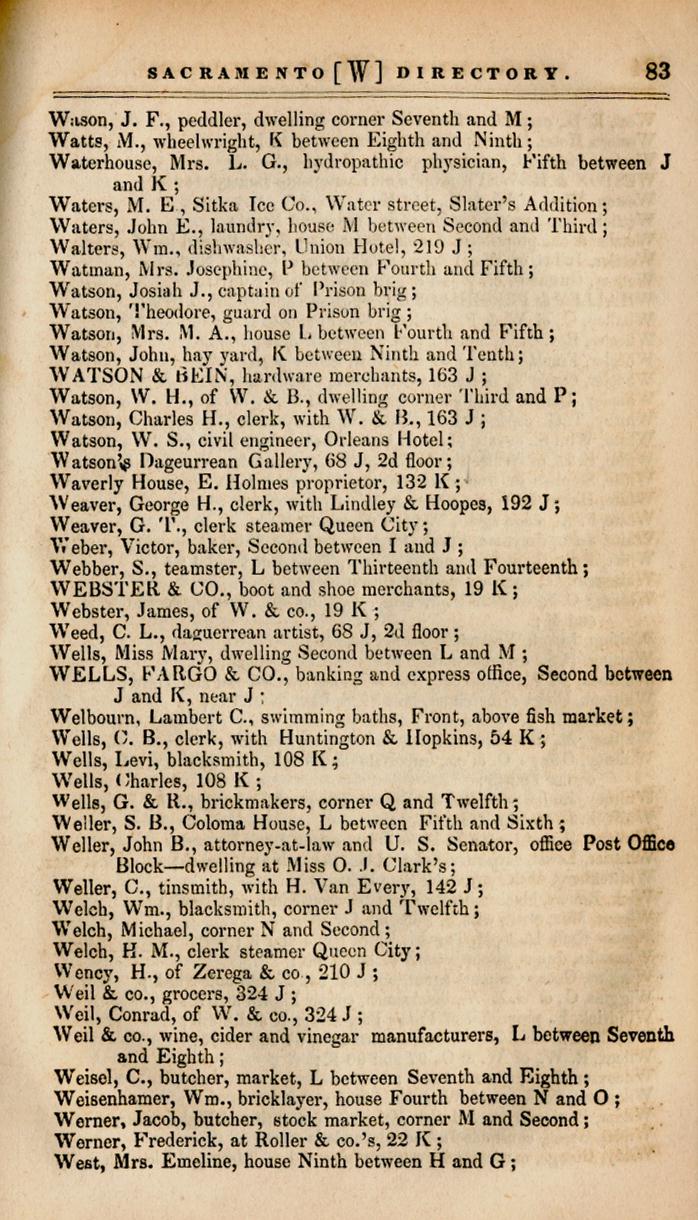 SACRAMENTO [W] DIRECTORY. 83
Wason, J. F., peddler, dwelling corner Seventh and M;
Watts, M., wheelwright, K between Eighth and Ninth;
Waterhouse, Mrs. L. G., hydropathic physician, Fifth between J
and K;
Waters, M. E, Sitka Ice Co., Water street, Slater's Addition;
Waters, John E., laundry, house M between Second and Third;
Walters, Wm., dishwasher, Union Hotel, 219 J;
Watman, Mrs. Josephine, P between Fourth and Fifth;
Watson, Josiah J., captain of Prison brig;
Watson, Theodore, guard on Prison brig;
Watson, Mrs. M. A., house L between Fourth and Fifth;
Watson, John, hay yard, K between Ninth and Tenth;
WATSON & BEIN, hardware merchants, 163 J;
Watson, W. H., of W. & B., dwelling corner Third and P;
Watson, Charles H., clerk, with W. & B., 163 J;
Watson, W. S., civil engineer, Orleans Hotel;
Watson's Dageurrean Gallery, 68 J, 2d floor;
Waverly House, E. Holmes proprietor, 132 K;
Weaver, George H., clerk, with Lindley & Hoopes, 192 J;
Weaver, G. T., clerk steamer Queen City;
Weber, Victor, baker, Second between I and J;
Webber, S., teamster, L between Thirteenth and Fourteenth;
WEBSTER & CO., boot and shoe merchants, 19 K;
Webster, James, of W. & co., 19 K;
Weed, C. L., daguerrean artist, 68 J, 2d floor;
Wells, Miss Mary, dwelling Second between L and M;
WELLS, FARGO & CO., banking and express office, Second between
J and K, near J;
Welbourn, Lambert C., swimming baths, Front, above fish market;
Wells, C. B., clerk, with Huntington & Hopkins, 54 K;
Wells, Levi, blacksmith, 108 K;
Wells, Charles, 108 K;
Wells, G. & R., brickmakers, corner Q and Twelfth;
Weller, S. B., Coloma House, L between Fifth and Sixth;
Weller, John B., attorney-at-law and U. S. Senator, office Post Office
Block—dwelling at Miss O. J. Clark's;
Weller, C., tinsmith, with H. Van Every, 142 J;
Welch, Wm., blacksmith, corner J and Twelfth;
Welch, Michael, corner N and Second;
Welch, H. M., clerk steamer Queen City;
Wency, H., of Zerega & co, 210 J;
Weil & co., grocers, 324 J;
Weil, Conrad, of W. & co., 324 J;
Weil & co., wine, cider and vinegar manufacturers, L between Seventh
and Eighth;
Weisel, C., butcher, market, L between Seventh and Eighth;
Weisenhamer, Wm., bricklayer, house Fourth between N and O;
Werner, Jacob, butcher, stock market, corner M and Second;
Werner, Frederick, at Roller & co.'s, 22 K;
West, Mrs. Emeline, house Ninth between H and G;